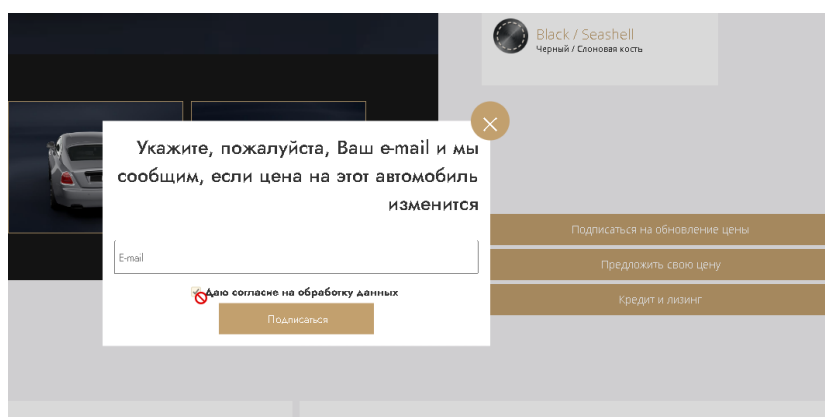 Black / Seashell
Черный / Слоновая кость
Укажите, пожалуйста, Ваш e-mail и мы
сообщим, если цена на этот автомобиль
изменится
E-mail
Даю согласие на обработку данных
Подписаться
Подписаться на обновление цены
Предложить свою цену
Кредит и лизинг